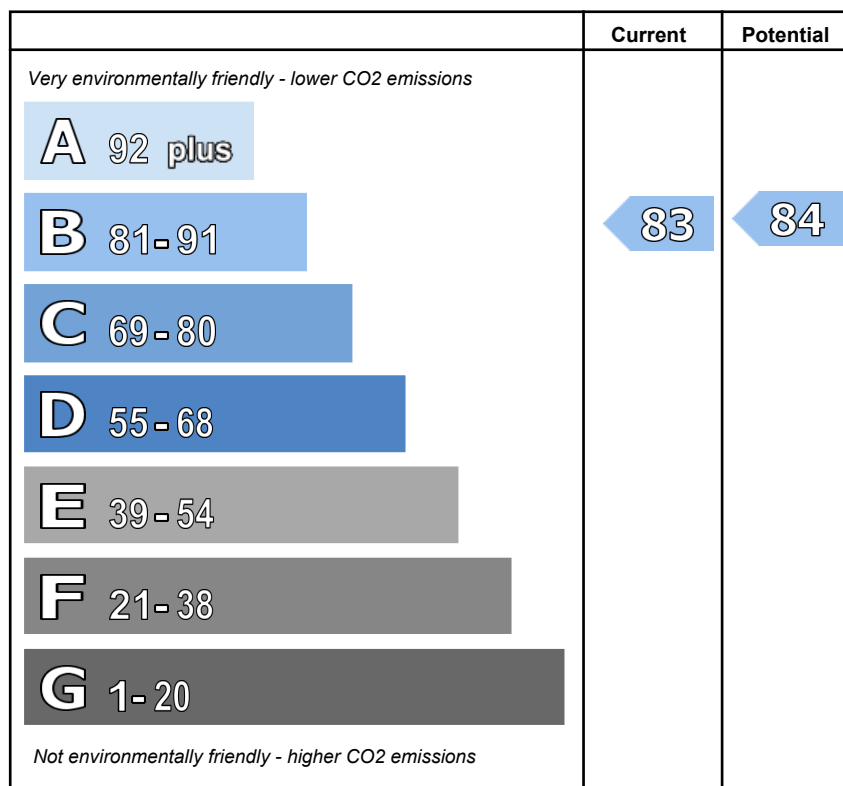 Current Potential
Very environmentally friendly - lower CO2 emissions
A 92 plus
B 81-91 83 84
C 69-80
D 55-68
E 39-54
F 21-38
G 1-20
Not environmentally friendly - higher CO2 emissions